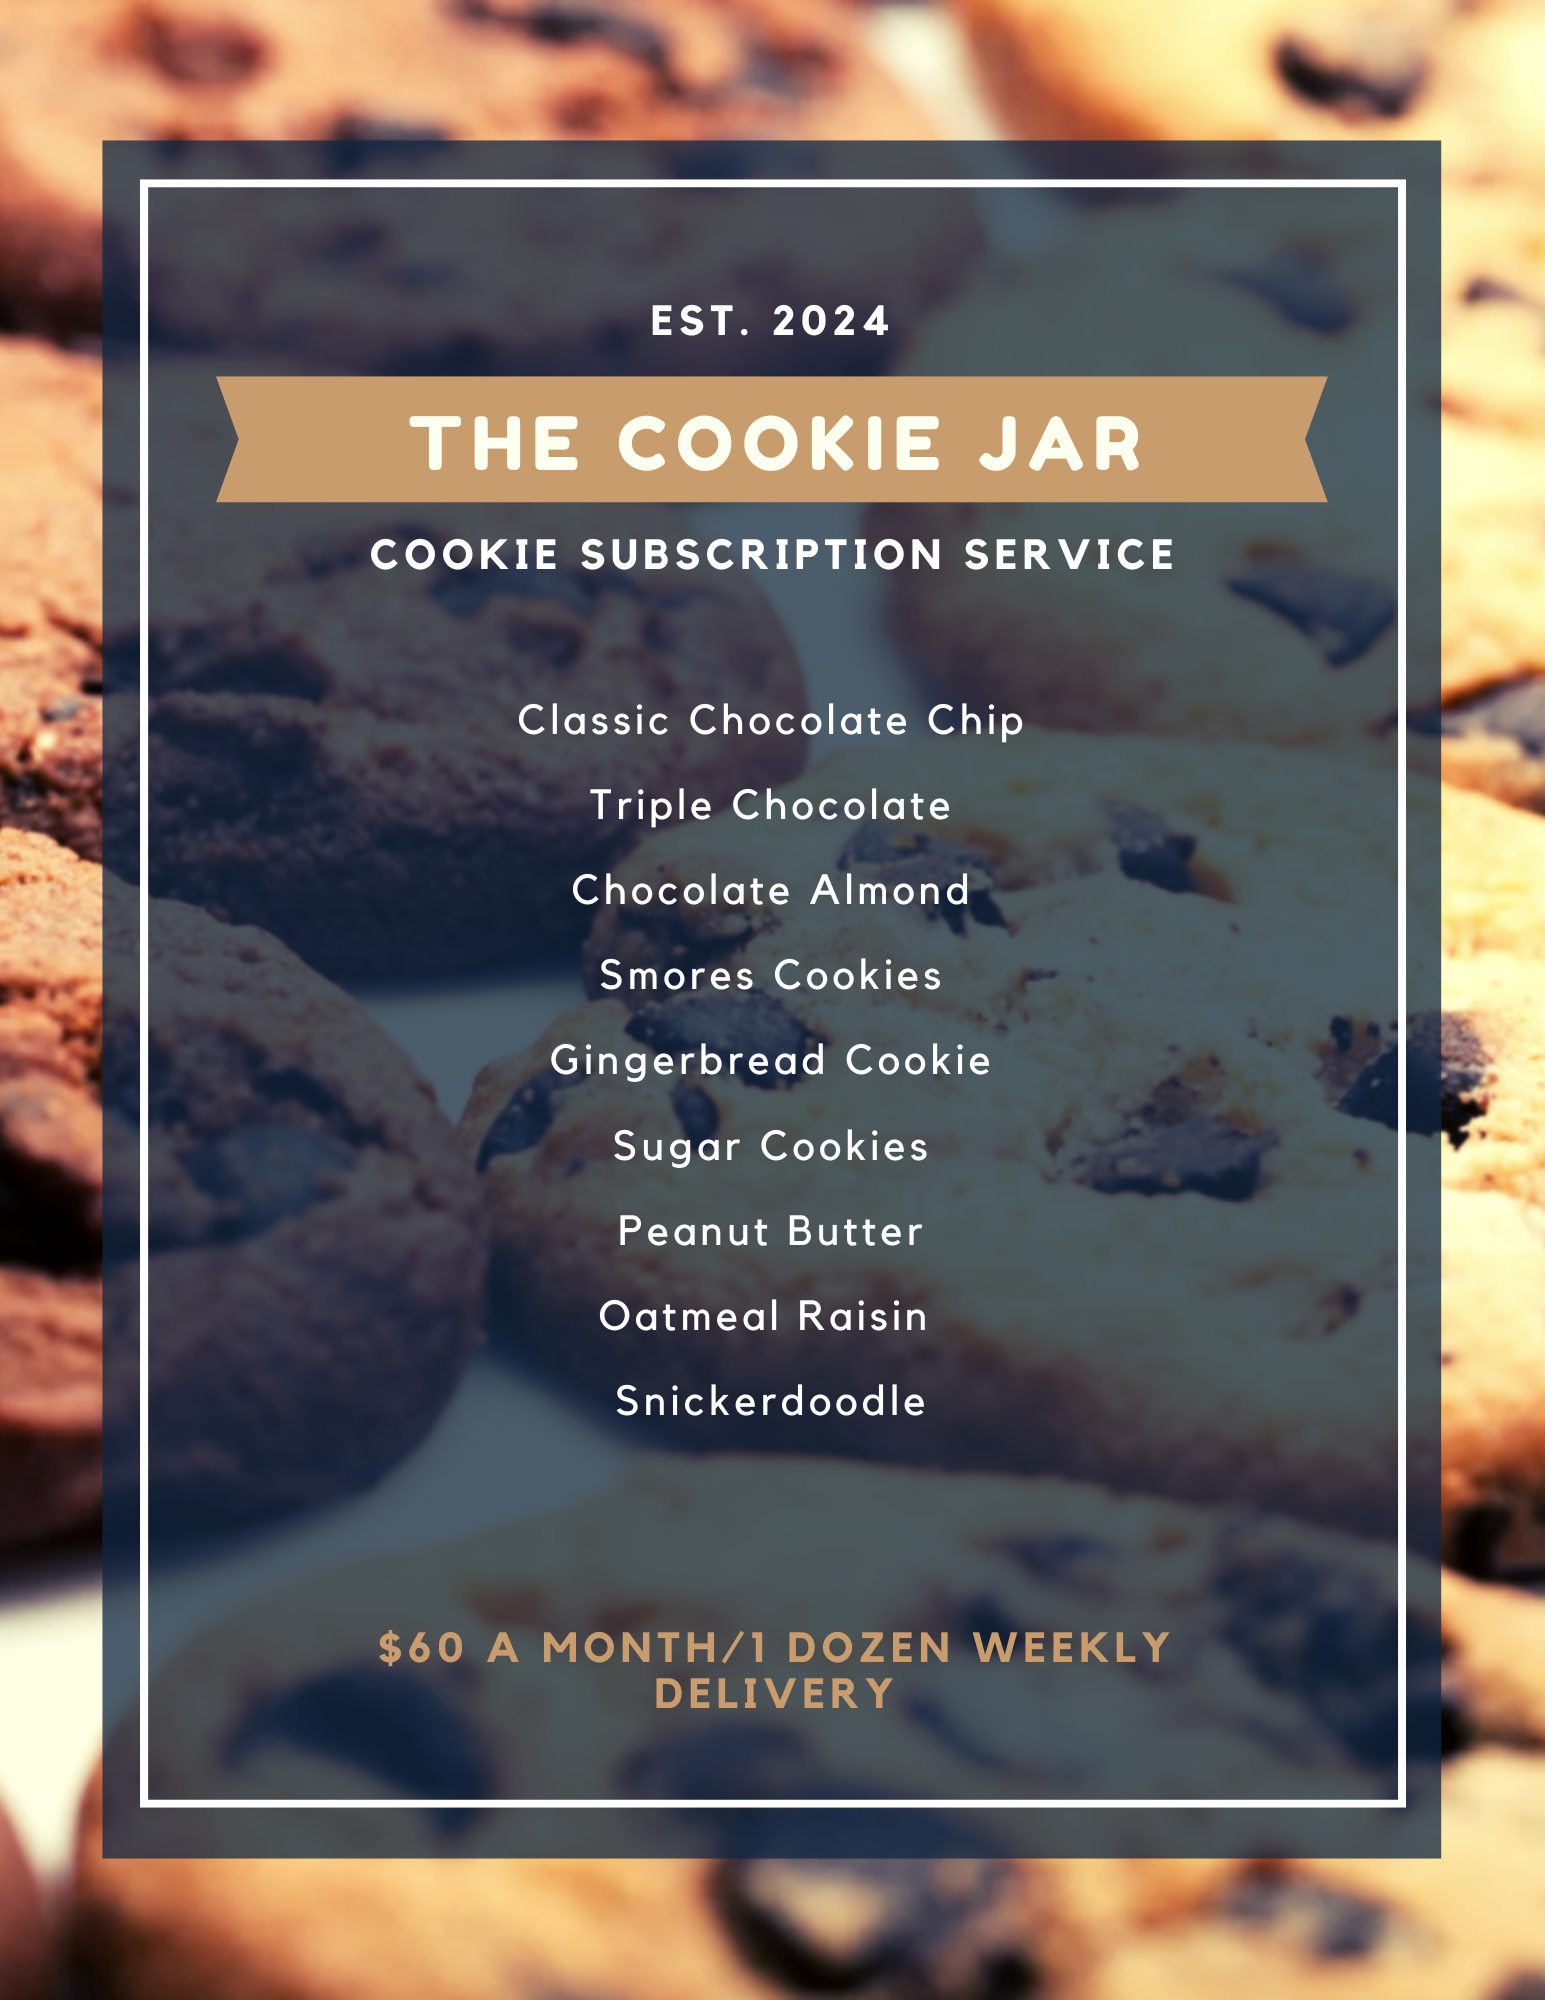 EST. 2024
THE COOKIE JAR
COOKIE SUBSCRIPTION SERVICE
Classic Chocolate Chip
Triple Chocolate
Chocolate Almond
Smores Cookies
Gingerbread Cookie
Sugar Cookies
Peanut Butter
Oatmeal Raisin
Snickerdoodle
$60 A MONTH/1 DOZEN WEEKLY
DELIVERY